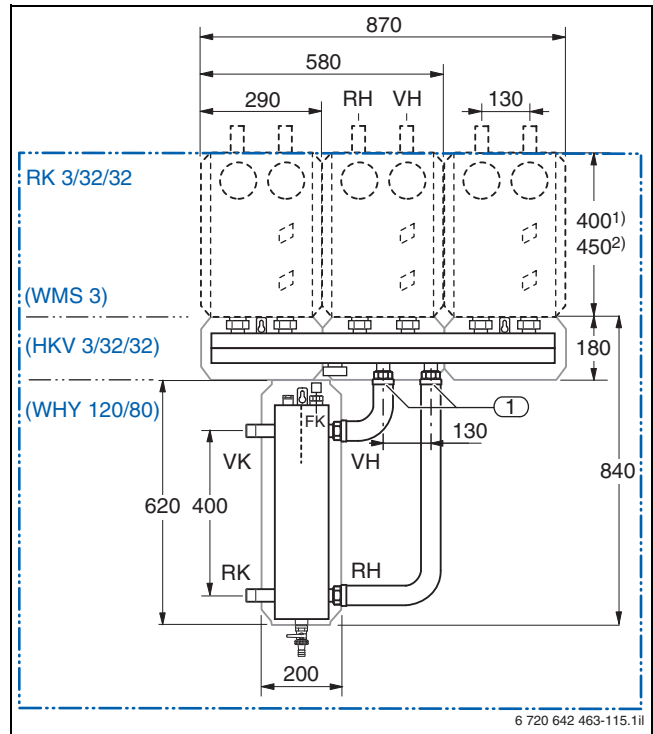 870
580
290
RH
VH
130
RK 3/32/32
400¹⁾
450²⁾
(WMS 3)
(HKV 3/32/32)
180
(WHY 120/80)
FK
1
130
VK
VH
840
620
400
RK
RH
200
6 720 642 463-115.1il